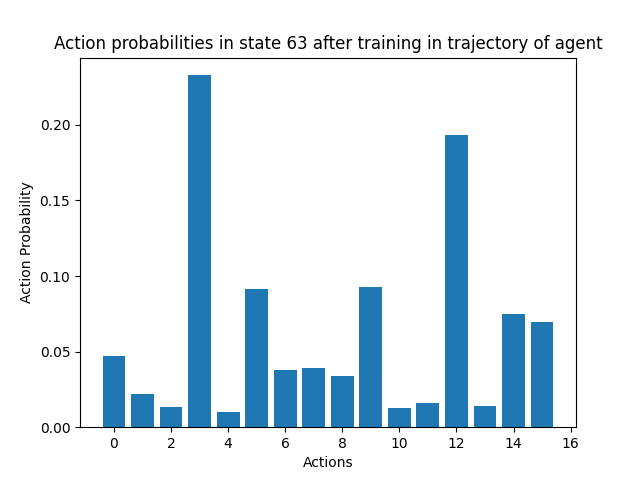 Action probabilities in state 63 after training in trajectory of agent
Action Probability
0.20
0.15
0.10
0.05
0.00
0 2 4 6 8 10 12 14 16
Actions